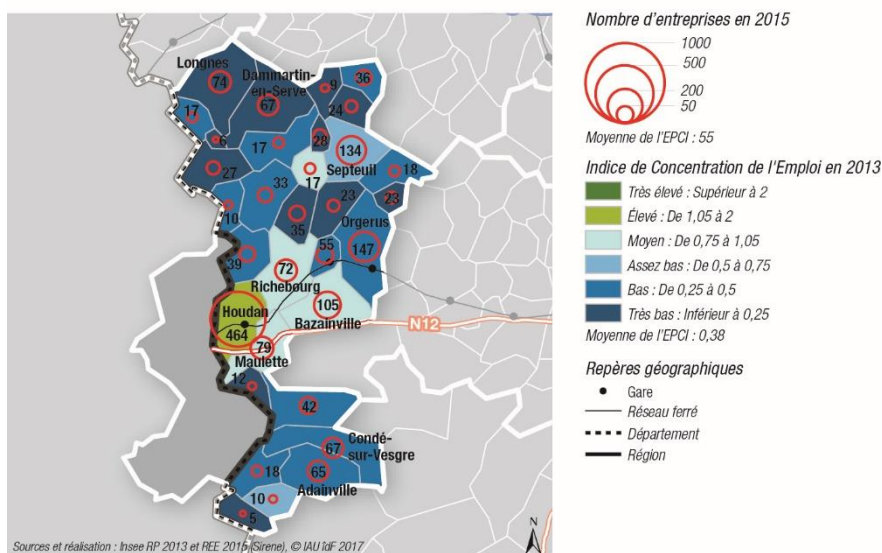 Longnes
74
Dammartin-
en-Serve
67
9
36
24
17
6
17
28
134
Septeuil
18
27
17
33
23
23
10
35
Orgerus
147
55
39
72
Richebourg
105
Bazainville
Houdan
464
N12
79
Maulette
12
42
Condé-
sur-Vesgre
67
65
Adainville
18
10
5
N
Sources et réalisation : Insee RP 2013 et REE 2015 (Sirene), © IAU îdF 2017
Nombre d'entreprises en 2015
1000
500
200
50
Moyenne de l'EPCI : 55
Indice de Concentration de l'Emploi en 2013
Très élevé : Supérieur à 2
Élevé : De 1,05 à 2
Moyen : De 0,75 à 1,05
Assez bas : De 0,5 à 0,75
Bas : De 0,25 à 0,5
Très bas : Inférieur à 0,25
Moyenne de l'EPCI : 0,38
Repères géographiques
Gare
Réseau ferré
Département
Région